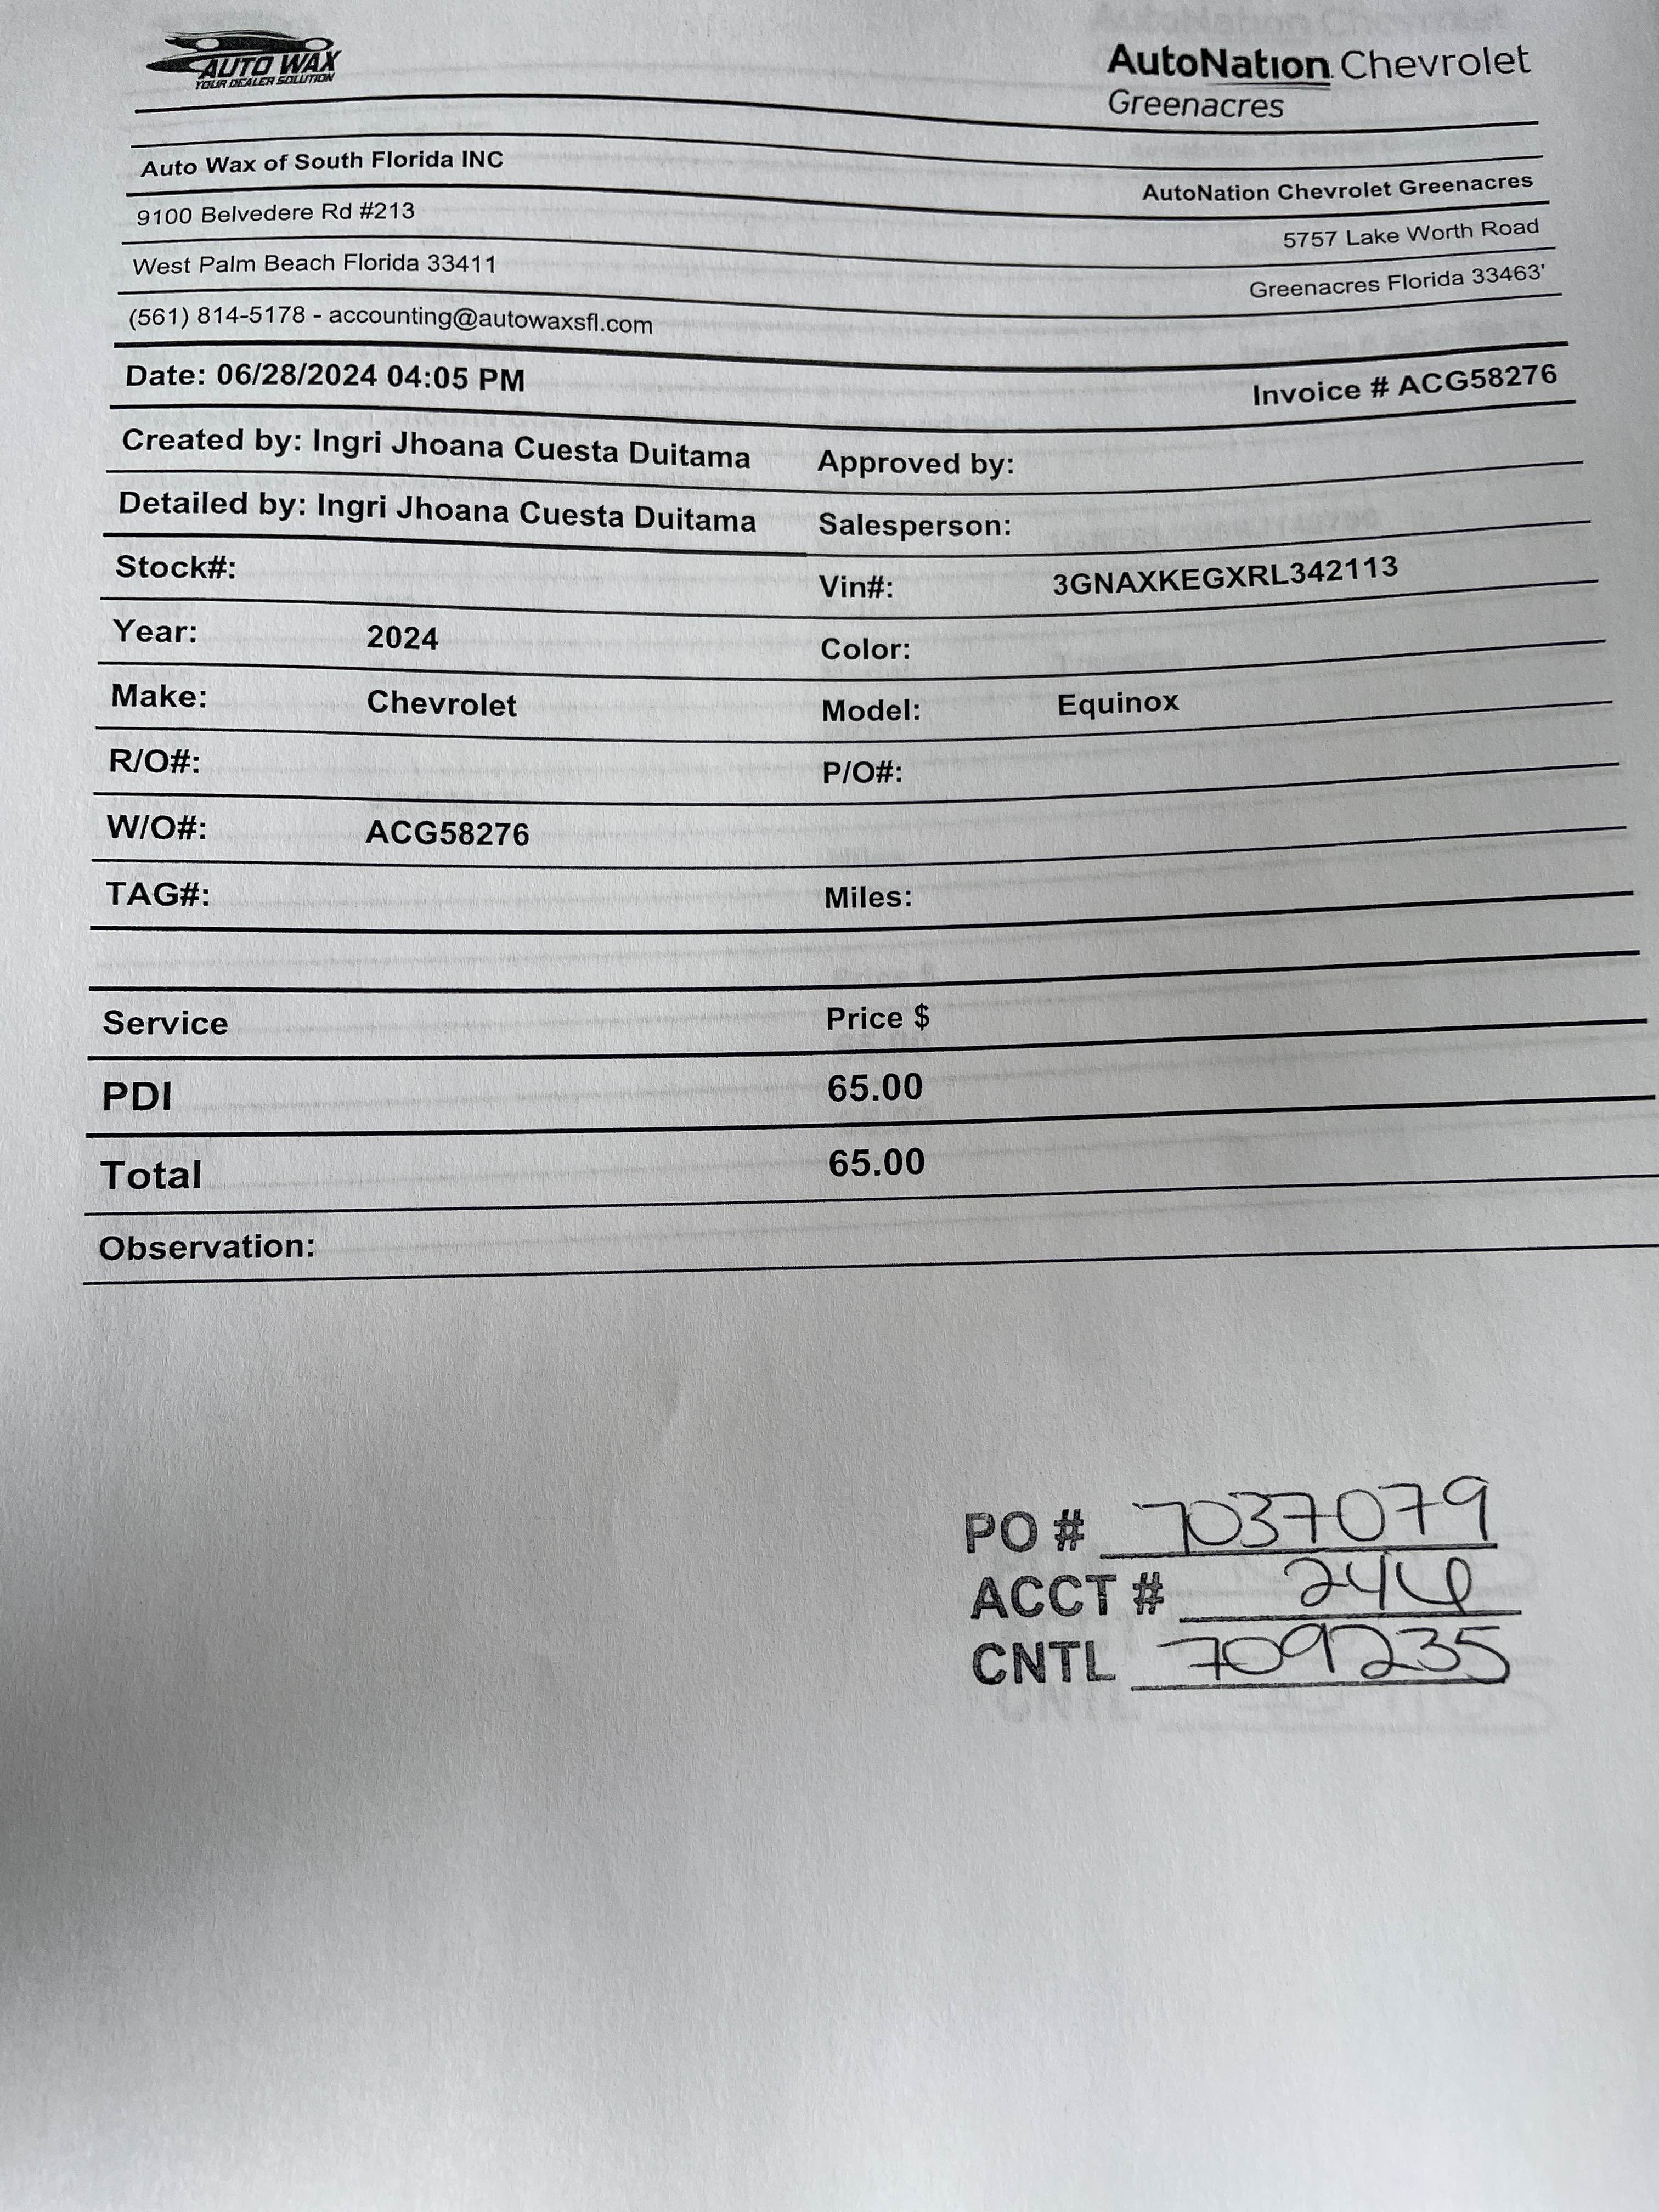 AUTO WAX
YOUR DEALER SOLUTION
AutoNation Chevrolet
Greenacres
Auto Wax of South Florida INC
AutoNation Chevrolet Greenacres
9100 Belvedere Rd #213
5757 Lake Worth Road
West Palm Beach Florida 33411
Greenacres Florida 33463'
(561) 814-5178 - accounting@autowaxsfl.com
Date: 06/28/2024 04:05 PM Invoice # ACG58276
Created by: Ingri Jhoana Cuesta Duitama Approved by:
Detailed by: Ingri Jhoana Cuesta Duitama Salesperson:
Stock#: Vin#: 3GNAXKEGXRL342113
Year: 2024 Color:
Make: Chevrolet Model: Equinox
R/O#: P/O#:
W/O#: ACG58276
TAG#: Miles:
Service Price $
PDI 65.00
Total 65.00
Observation:
PO # 7037079
ACCT # 246
CNTL 709235